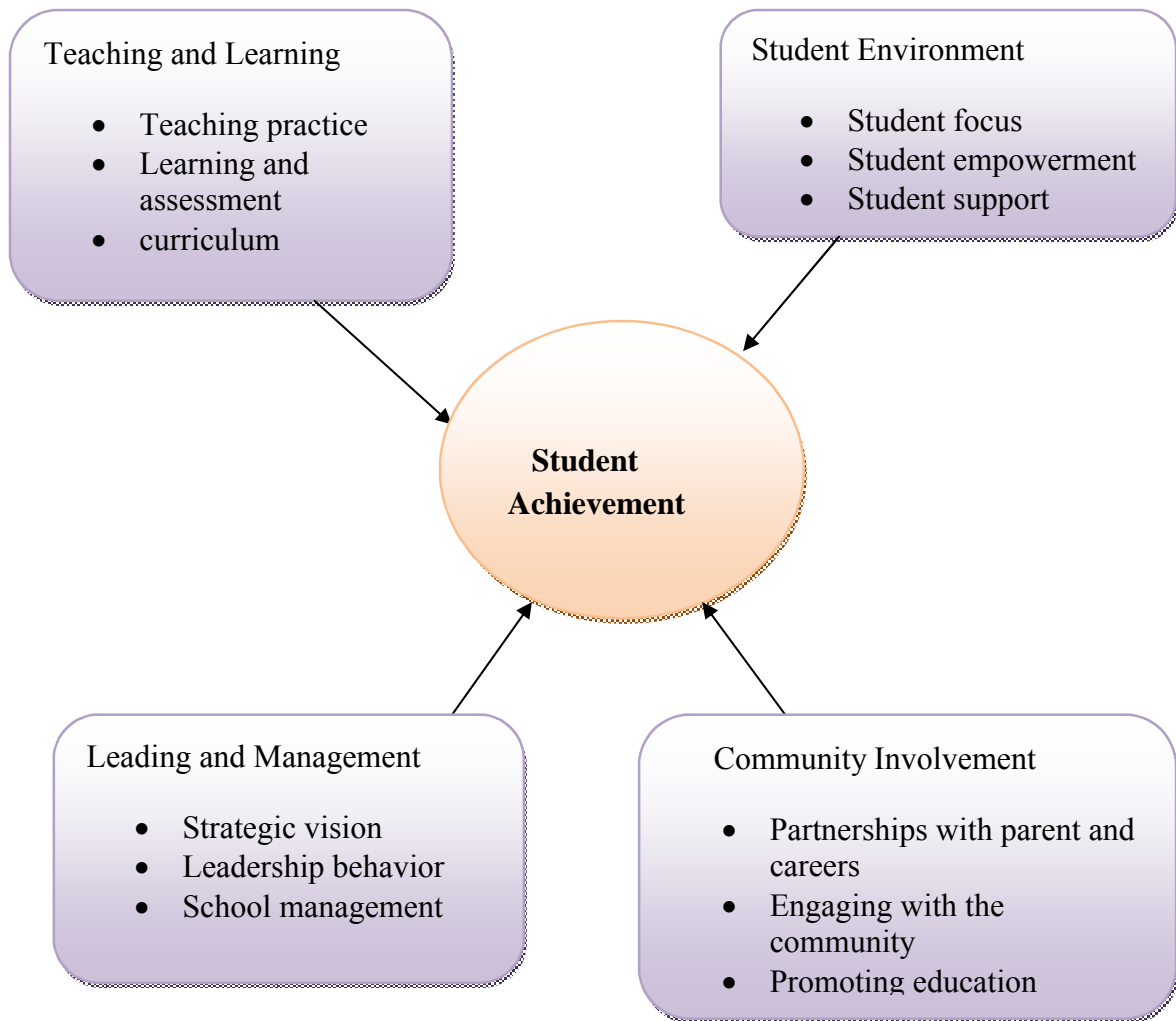 Teaching and Learning
• Teaching practice
• Learning and
assessment
• curriculum
Student Environment
• Student focus
• Student empowerment
• Student support
Student
Achievement
Leading and Management
• Strategic vision
• Leadership behavior
• School management
Community Involvement
• Partnerships with parent and
careers
• Engaging with the
community
• Promoting education